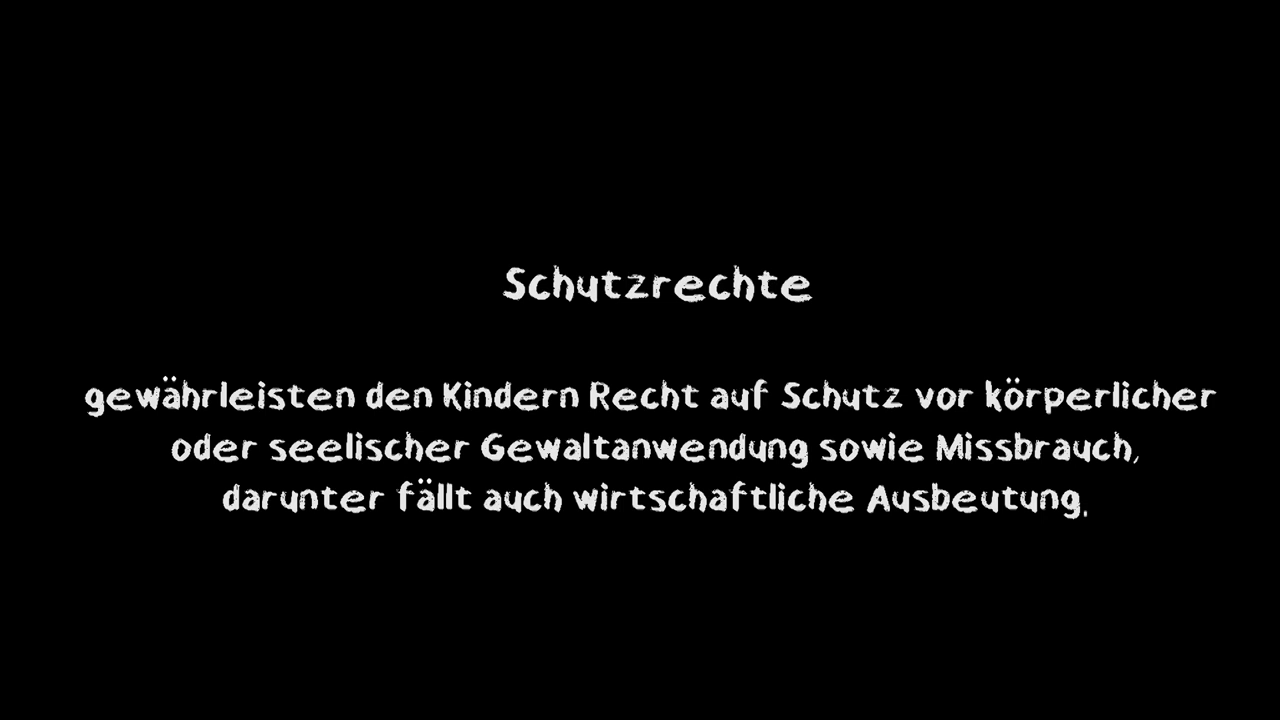 Schutzrechte
gewährleisten den Kindern Recht auf Schutz vor körperlicher
oder seelischer Gewaltanwendung sowie Missbrauch,
darunter fällt auch wirtschaftliche Ausbeutung.